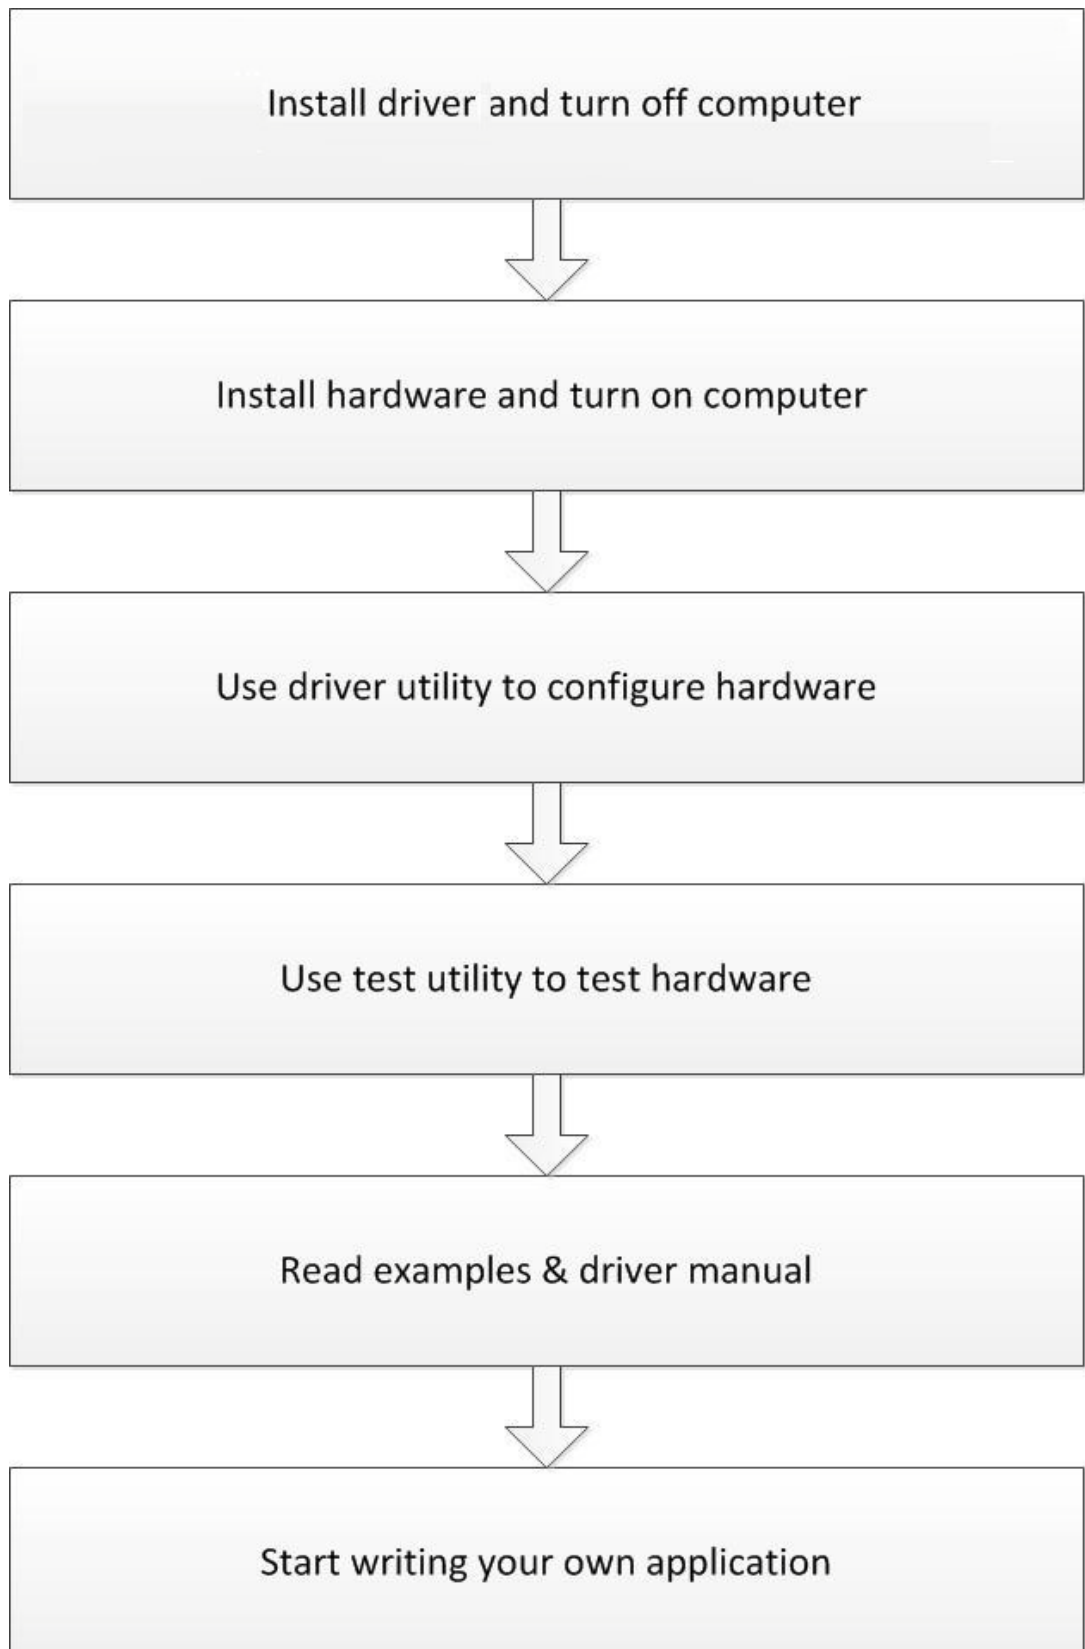 Install driver and turn off computer
Install hardware and turn on computer
Use driver utility to configure hardware
Use test utility to test hardware
Read examples & driver manual
Start writing your own application